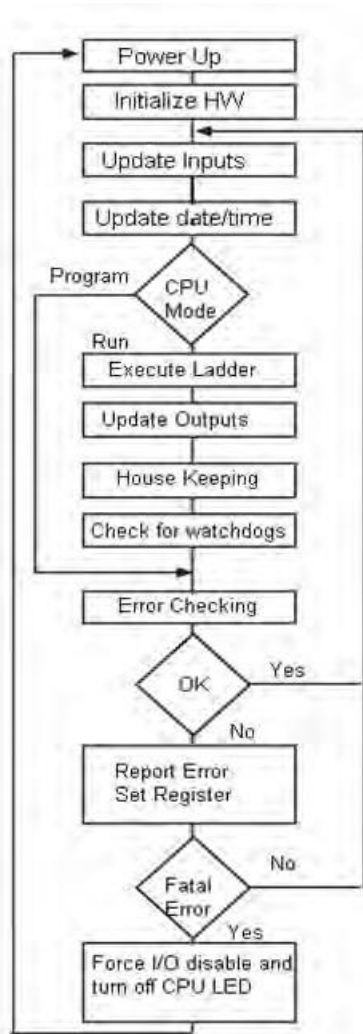 Power Up
Initialize HW
Update Inputs
Update date/time
Program
CPU
Mode
Run
Execute Ladder
Update Outputs
House Keeping
Check for watchdogs
Error Checking
OK
Yes
No
Report Error
Set Register
No
Fatal
Error
Yes
Force I/O disable and
turn off CPU LED